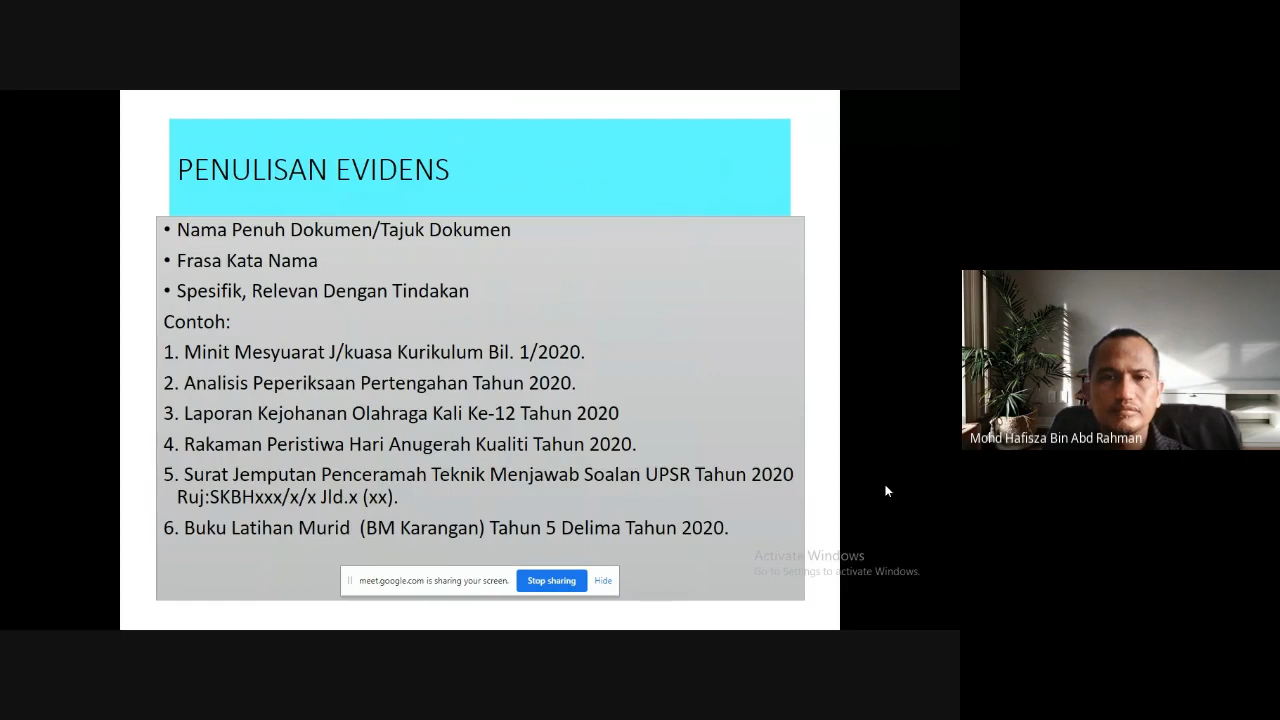 PENULISAN EVIDENS
• Nama Penuh Dokumen/Tajuk Dokumen
• Frasa Kata Nama
• Spesifik, Relevan Dengan Tindakan
Contoh:
1. Minit Mesyuarat J/kuasa Kurikulum Bil. 1/2020.
2. Analisis Peperiksaan Pertengahan Tahun 2020.
3. Laporan Kejohanan Olahraga Kali Ke-12 Tahun 2020
4. Rakaman Peristiwa Hari Anugerah Kualiti Tahun 2020.
5. Surat Jemputan Penceramah Teknik Menjawab Soalan UPSR Tahun 2020
Ruj:SKBHxxx/x/x Jld.x (xx).
6. Buku Latihan Murid (BM Karangan) Tahun 5 Delima Tahun 2020.
meet.google.com is sharing your screen. Stop sharing Hide
Activate Windows
Go to Settings to activate Windows.
Mohd Hafisza Bin Abd Rahman